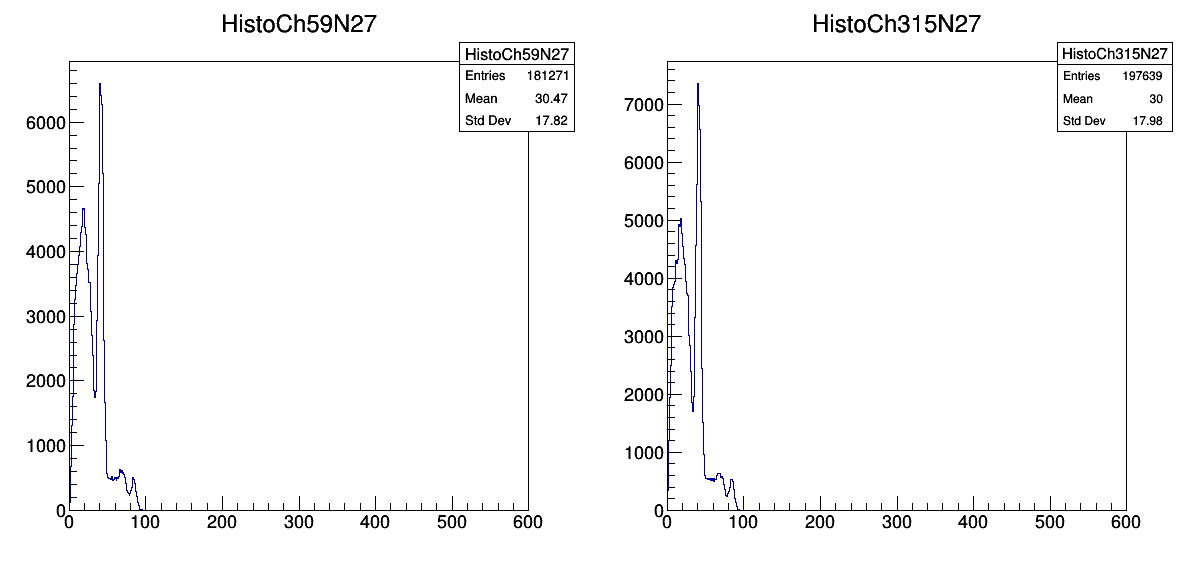 HistoCh59N27
HistoCh59N27
Entries 181271
Mean 30.47
Std Dev 17.82
6000
5000
4000
3000
2000
1000
0
0 100 200 300 400 500 600
HistoCh315N27
HistoCh315N27
Entries 197639
Mean 30
Std Dev 17.98
7000
6000
5000
4000
3000
2000
1000
0
0 100 200 300 400 500 600